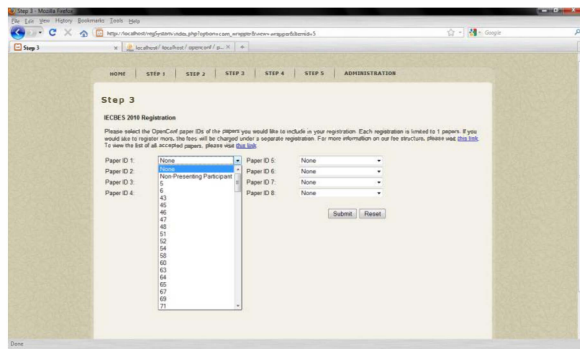 Step 3 - Mozilla Firefox
File Edit View History Bookmarks Tools Help
http://localhost/regSystem/index.php?option=com_wrapper&view=wrapper&Itemid=5
Google
Step 3
localhost / localhost / openconf / p...
HOME STEP 1 STEP 2 STEP 3 STEP 4 STEP 5 ADMINISTRATION
Step 3
IECBES 2010 Registration
Please select the OpenConf paper IDs of the papers you would like to include in your registration. Each registration is limited to 1 papers. If you
would like to register more, the fees will be charged under a separate registration. For more information on our fee structure, please visit this link.
To view the list of all accepted papers, please visit this link.
Paper ID 1: None Paper ID 5: None
Paper ID 2: None Paper ID 6: None
Paper ID 3: Non-Presenting Participant Paper ID 7: None
Paper ID 4: 5 Paper ID 8: None
6
43
45
46
47
48
51
52
54
58
60
63
64
65
67
69
71
Submit Reset
Done